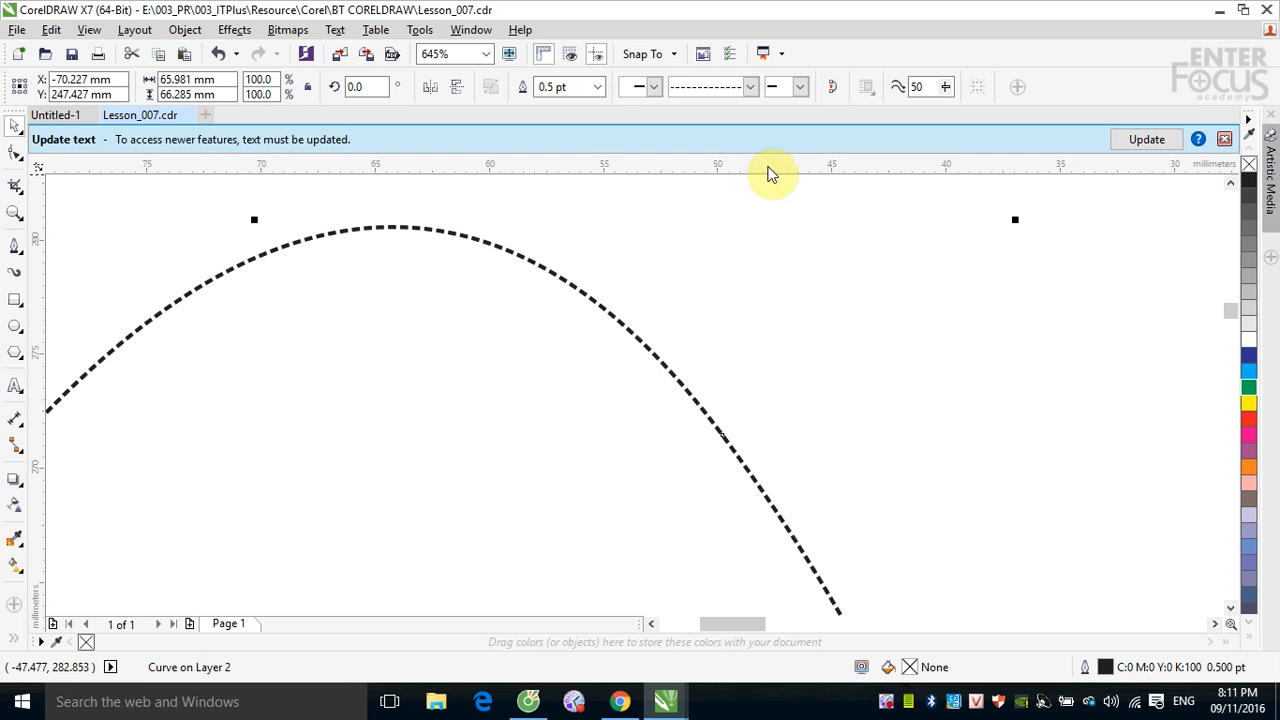 CorelDRAW X7 (64-Bit) - E:\003_PR\003_ITPlus\Resource\Corel\BT CORELDRAW\Lesson_007.cdr
File Edit View Layout Object Effects Bitmaps Text Table Tools Window Help
645% Snap To
ENTER
FOCUS
academy
X: -70.227 mm 65.981 mm 100.0 % 0.0 ° 0.5 pt 50
Y: 247.427 mm 66.285 mm 100.0 %
Untitled-1 Lesson_007.cdr
Update text - To access newer features, text must be updated. Update
75 70 65 60 55 50 45 40 35 30 millimeters
280
275
270
millimeters
Artistic Media
1 of 1 Page 1
Drag colors (or objects) here to store these colors with your document
( -47.477, 282.853 ) Curve on Layer 2 None C:0 M:0 Y:0 K:100 0.500 pt
Search the web and Windows
ENG
8:11 PM
09/11/2016